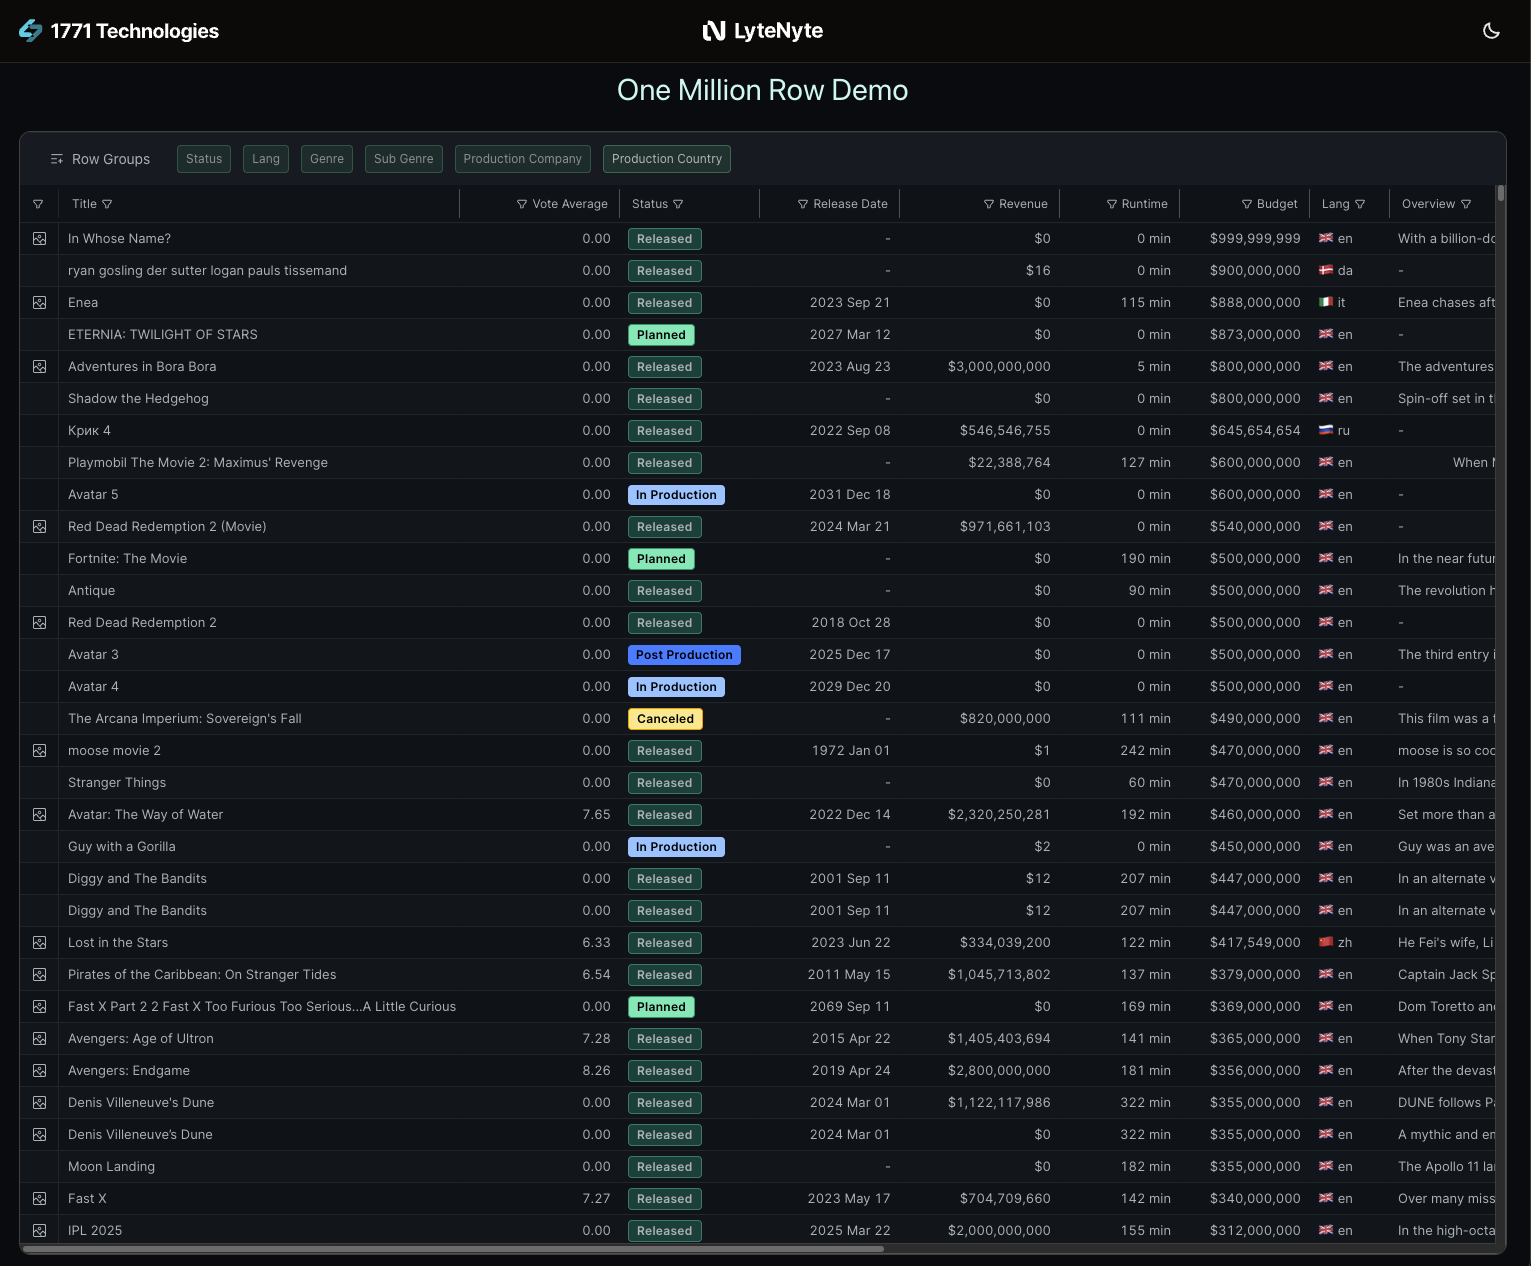 1771 Technologies
LyteNyte
One Million Row Demo
Row Groups Status Lang Genre Sub Genre Production Company Production Country
Title Vote Average Status Release Date Revenue Runtime Budget Lang Overview
In Whose Name? 0.00 Released - $0 0 min $999,999,999 en With a billion-do
ryan gosling der sutter logan pauls tissemand 0.00 Released - $16 0 min $900,000,000 da -
Enea 0.00 Released 2023 Sep 21 $0 115 min $888,000,000 it Enea chases aft
ETERNIA: TWILIGHT OF STARS 0.00 Planned 2027 Mar 12 $0 0 min $873,000,000 en -
Adventures in Bora Bora 0.00 Released 2023 Aug 23 $3,000,000,000 5 min $800,000,000 en The adventures
Shadow the Hedgehog 0.00 Released - $0 0 min $800,000,000 en Spin-off set in t
Крик 4 0.00 Released 2022 Sep 08 $546,546,755 0 min $645,654,654 ru -
Playmobil The Movie 2: Maximus' Revenge 0.00 Released - $22,388,764 127 min $600,000,000 en When M
Avatar 5 0.00 In Production 2031 Dec 18 $0 0 min $600,000,000 en -
Red Dead Redemption 2 (Movie) 0.00 Released 2024 Mar 21 $971,661,103 0 min $540,000,000 en -
Fortnite: The Movie 0.00 Planned - $0 190 min $500,000,000 en In the near futur
Antique 0.00 Released - $0 90 min $500,000,000 en The revolution h
Red Dead Redemption 2 0.00 Released 2018 Oct 28 $0 0 min $500,000,000 en -
Avatar 3 0.00 Post Production 2025 Dec 17 $0 0 min $500,000,000 en The third entry i
Avatar 4 0.00 In Production 2029 Dec 20 $0 0 min $500,000,000 en -
The Arcana Imperium: Sovereign's Fall 0.00 Canceled - $820,000,000 111 min $490,000,000 en This film was a f
moose movie 2 0.00 Released 1972 Jan 01 $1 242 min $470,000,000 en moose is so coo
Stranger Things 0.00 Released - $0 60 min $470,000,000 en In 1980s Indiana
Avatar: The Way of Water 7.65 Released 2022 Dec 14 $2,320,250,281 192 min $460,000,000 en Set more than a
Guy with a Gorilla 0.00 In Production - $2 0 min $450,000,000 en Guy was an ave
Diggy and The Bandits 0.00 Released 2001 Sep 11 $12 207 min $447,000,000 en In an alternate v
Diggy and The Bandits 0.00 Released 2001 Sep 11 $12 207 min $447,000,000 en In an alternate v
Lost in the Stars 6.33 Released 2023 Jun 22 $334,039,200 122 min $417,549,000 zh He Fei's wife, Li
Pirates of the Caribbean: On Stranger Tides 6.54 Released 2011 May 15 $1,045,713,802 137 min $379,000,000 en Captain Jack Sp
Fast X Part 2 2 Fast X Too Furious Too Serious...A Little Curious 0.00 Planned 2069 Sep 11 $0 169 min $369,000,000 en Dom Toretto and
Avengers: Age of Ultron 7.28 Released 2015 Apr 22 $1,405,403,694 141 min $365,000,000 en When Tony Star
Avengers: Endgame 8.26 Released 2019 Apr 24 $2,800,000,000 181 min $356,000,000 en After the devast
Denis Villeneuve's Dune 0.00 Released 2024 Mar 01 $1,122,117,986 322 min $355,000,000 en DUNE follows Pa
Denis Villeneuve’s Dune 0.00 Released 2024 Mar 01 $0 322 min $355,000,000 en A mythic and em
Moon Landing 0.00 Released - $0 182 min $355,000,000 en The Apollo 11 la
Fast X 7.27 Released 2023 May 17 $704,709,660 142 min $340,000,000 en Over many miss
IPL 2025 0.00 Released 2025 Mar 22 $2,000,000,000 155 min $312,000,000 en In the high-octa